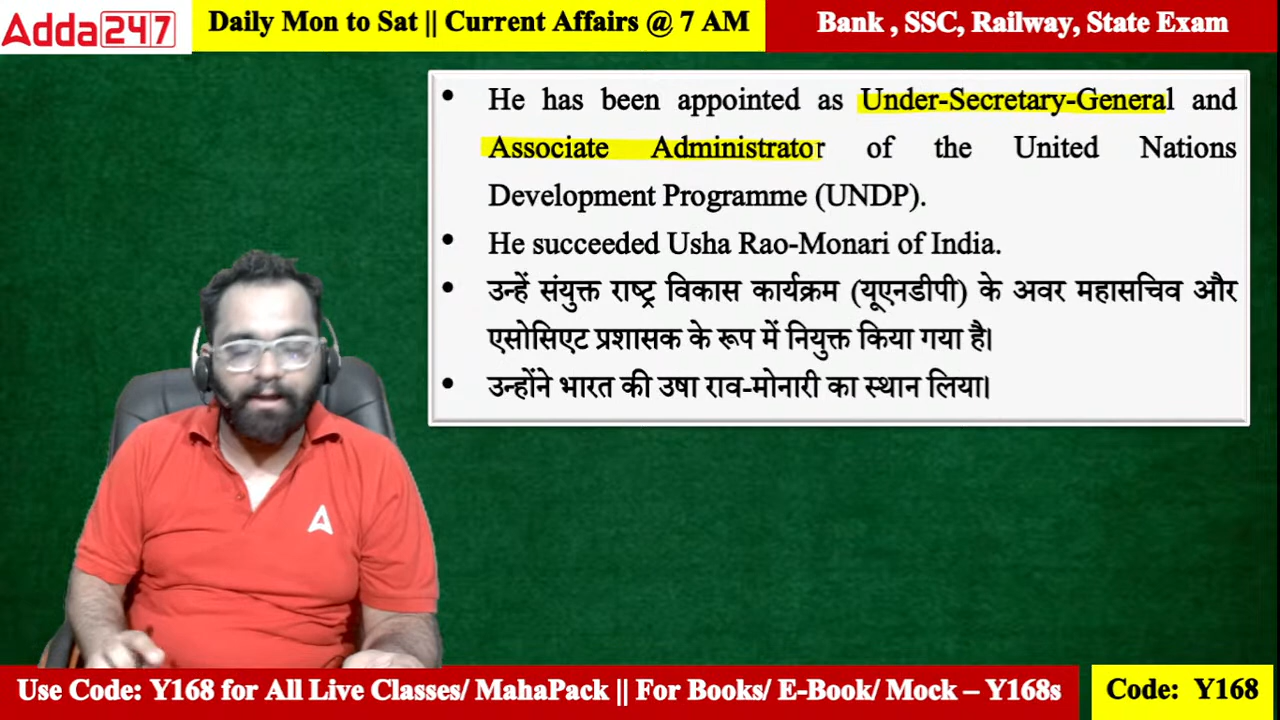 Adda247
Daily Mon to Sat || Current Affairs @ 7 AM
Bank , SSC, Railway, State Exam
• He has been appointed as Under-Secretary-General and
Associate Administrator of the United Nations
Development Programme (UNDP).
• He succeeded Usha Rao-Monari of India.
• उन्हें संयुक्त राष्ट्र विकास कार्यक्रम (यूएनडीपी) के अवर महासचिव और
एसोसिएट प्रशासक के रूप में नियुक्त किया गया है।
• उन्होंने भारत की उषा राव-मोनारी का स्थान लिया।
Use Code: Y168 for All Live Classes/ MahaPack || For Books/ E-Book/ Mock – Y168s
Code: Y168